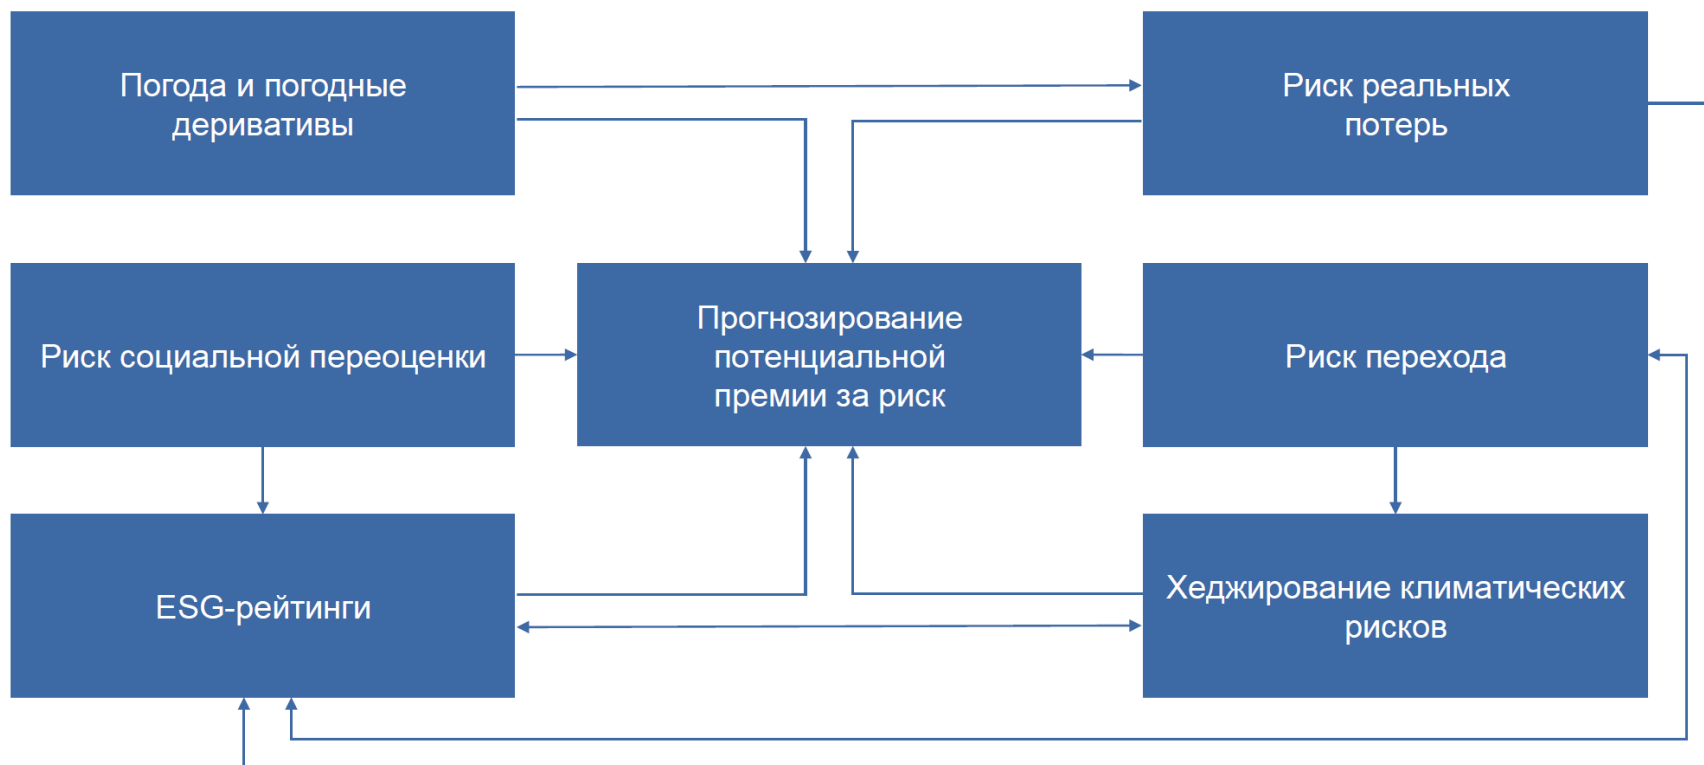 Погода и погодные
деривативы
Риск реальных
потерь
Риск социальной переоценки
Прогнозирование
потенциальной
премии за риск
Риск перехода
ESG-рейтинги
Хеджирование климатических
рисков